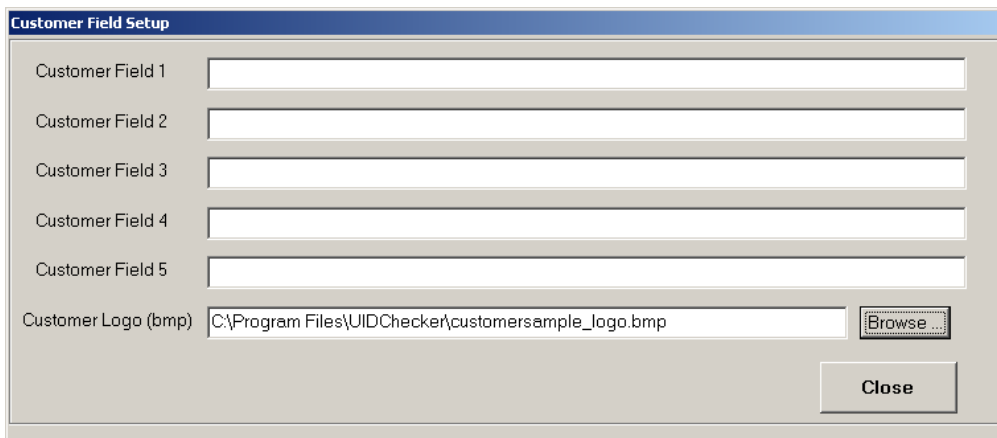 Customer Field Setup
Customer Field 1
Customer Field 2
Customer Field 3
Customer Field 4
Customer Field 5
Customer Logo (bmp) C:\Program Files\UIDChecker\customersample_logo.bmp Browse ...
Close